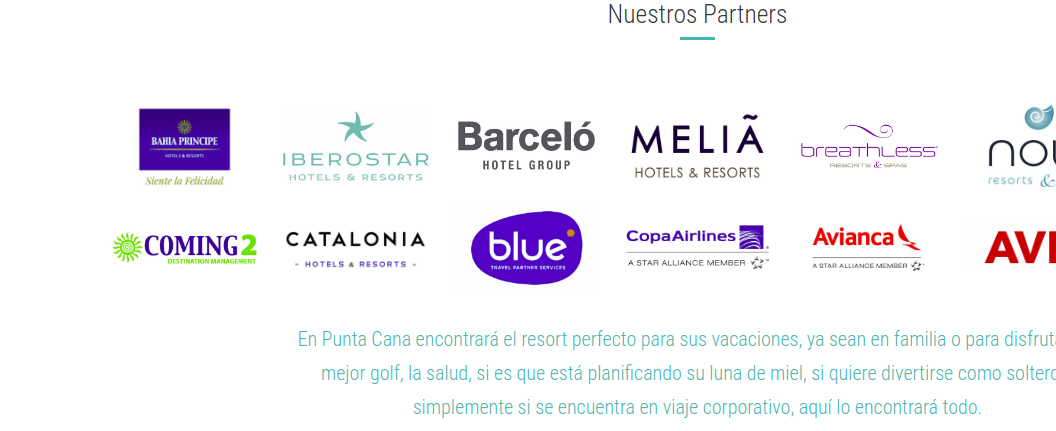 Nuestros Partners
BAHIA PRINCIPE
HOTELS & RESORTS
Siente la Felicidad
IBEROSTAR
HOTELS & RESORTS
Barceló
HOTEL GROUP
MELIÃ
HOTELS & RESORTS
breathless
RESORTS & SPAS
resorts &
COMING2
DESTINATION MANAGEMENT
CATALONIA
HOTELS & RESORTS
blue
TRAVEL PARTNER SERVICES
CopaAirlines
A STAR ALLIANCE MEMBER
Avianca
A STAR ALLIANCE MEMBER
En Punta Cana encontrará el resort perfecto para sus vacaciones, ya sean en familia o para
mejor golf, la salud, si es que está planificando su luna de miel, si quiere divertirse como
simplemente si se encuentra en viaje corporativo, aquí lo encontrará todo.